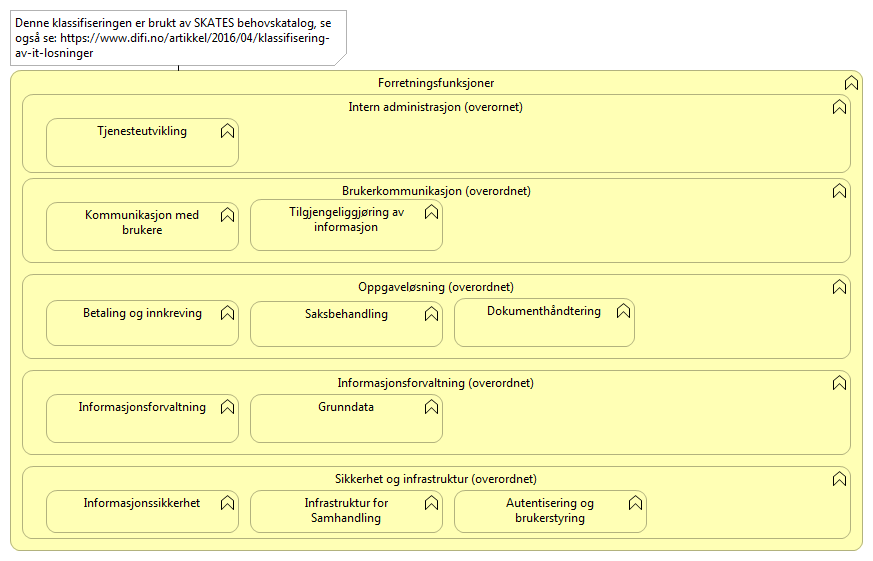 Denne klassifiseringen er brukt av SKATES behovskatalog, se
også se: https://www.difi.no/artikkel/2016/04/klassifisering-
av-it-losninger
Forretningsfunksjoner
Intern administrasjon (overornet)
Tjenesteutvikling
Brukerkommunikasjon (overordnet)
Kommunikasjon med
brukere
Tilgjengeliggjøring av
informasjon
Oppgaveløsning (overordnet)
Betaling og innkreving
Saksbehandling
Dokumenthåndtering
Informasjonsforvaltning (overordnet)
Informasjonsforvaltning
Grunndata
Sikkerhet og infrastruktur (overordnet)
Informasjonssikkerhet
Infrastruktur for
Samhandling
Autentisering og
brukerstyring